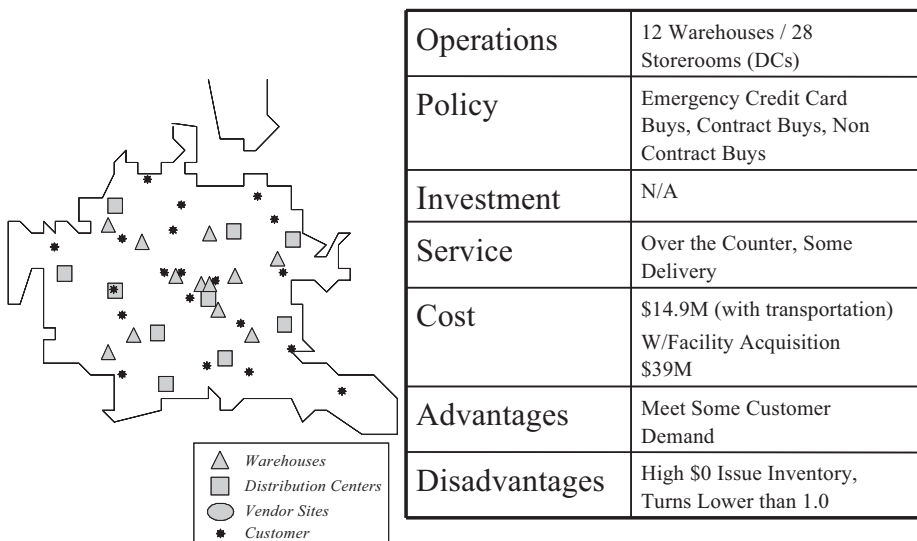 Operations
12 Warehouses / 28
Storerooms (DCs)
Policy
Emergency Credit Card
Buys, Contract Buys, Non
Contract Buys
Investment
N/A
Service
Over the Counter, Some
Delivery
Cost
$14.9M (with transportation)
W/Facility Acquisition
$39M
Advantages
Meet Some Customer
Demand
Disadvantages
High $0 Issue Inventory,
Turns Lower than 1.0
Warehouses
Distribution Centers
Vendor Sites
Customer